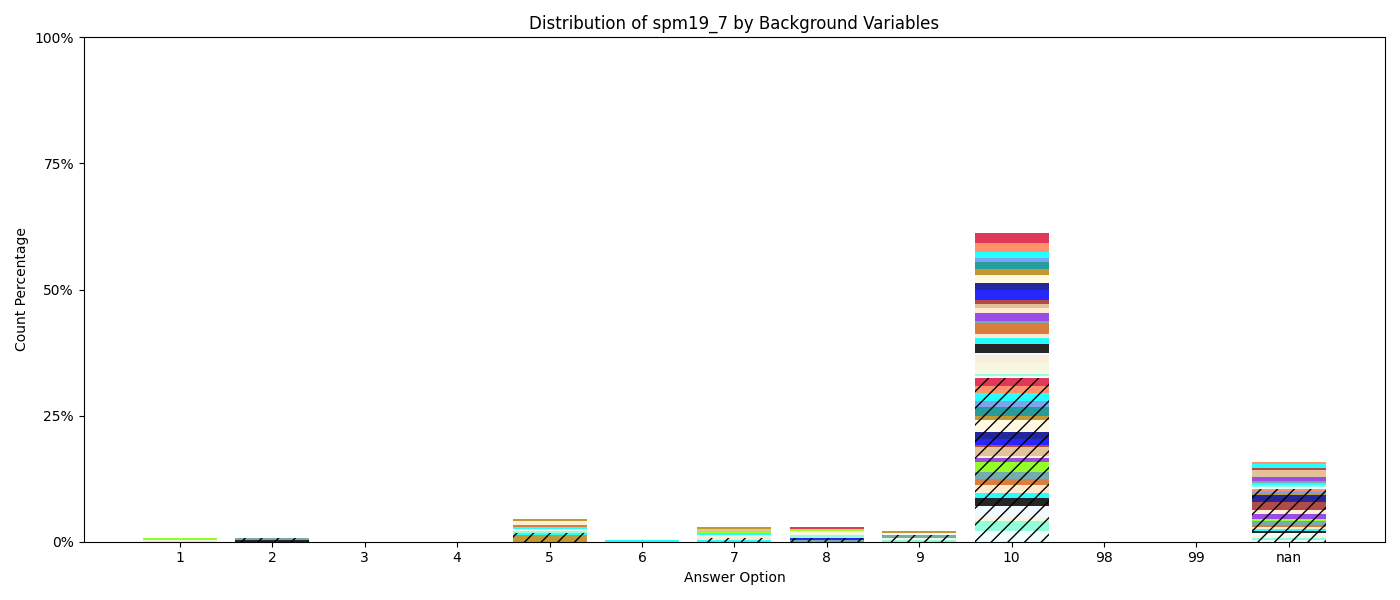 Distribution of spm19_7 by Background Variables
100%
75%
50%
25%
0%
Count Percentage
1 2 3 4 5 6 7 8 9 10 98 99 nan
Answer Option